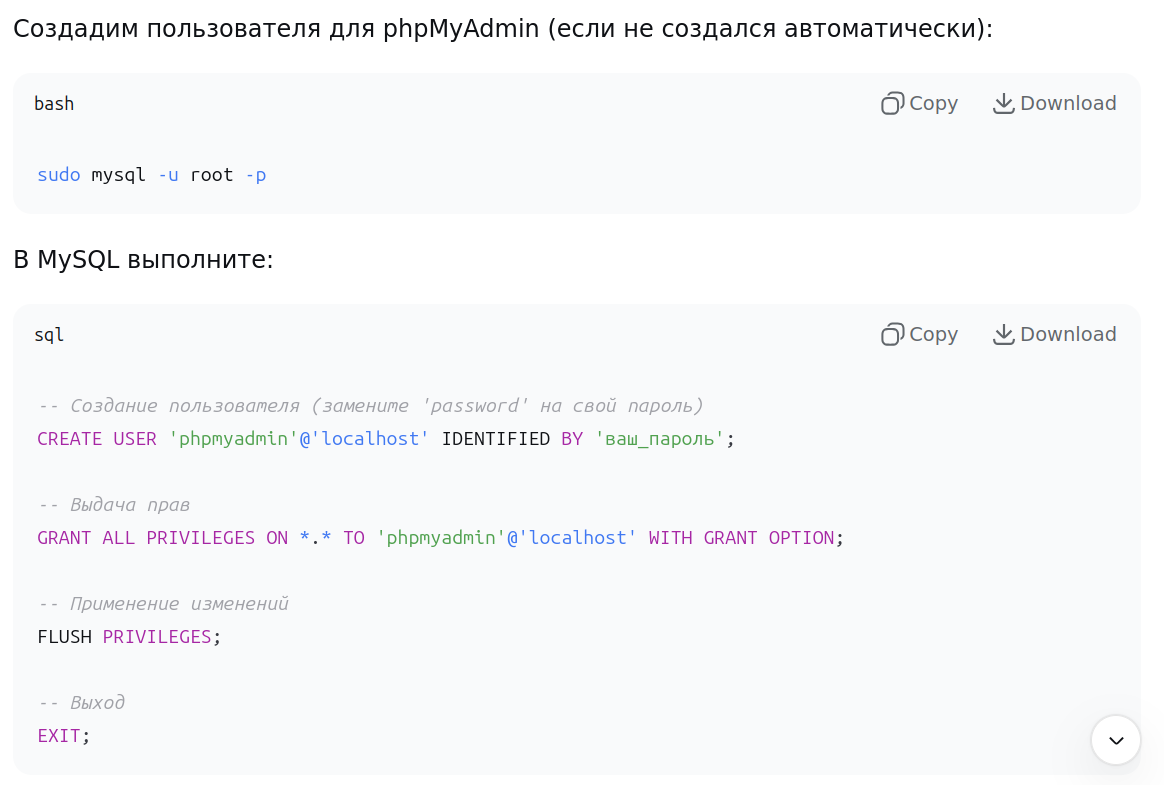 Создадим пользователя для phpMyAdmin (если не создался автоматически):
bash
Copy
Download
sudo mysql -u root -p
В MySQL выполните:
sql
Copy
Download
-- Создание пользователя (замените 'password' на свой пароль)
CREATE USER 'phpmyadmin'@'localhost' IDENTIFIED BY 'ваш_пароль';
-- Выдача прав
GRANT ALL PRIVILEGES ON *.* TO 'phpmyadmin'@'localhost' WITH GRANT OPTION;
-- Применение изменений
FLUSH PRIVILEGES;
-- Выход
EXIT;